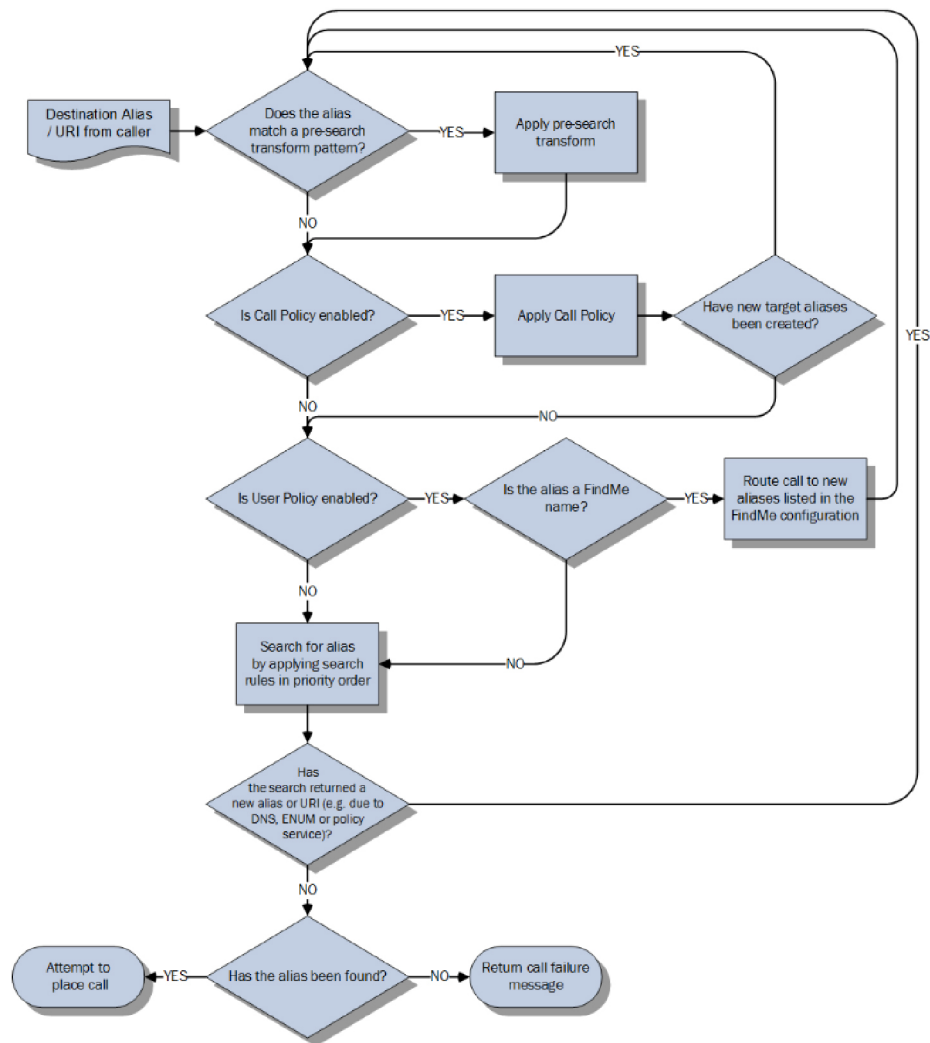 YES
Destination Alias
/ URI from caller
Does the alias
match a pre-search
transform pattern?
YES
Apply pre-search
transform
NO
Is Call Policy enabled?
YES
Apply Call Policy
Have new target aliases
been created?
YES
NO
NO
Is User Policy enabled?
YES
Is the alias a FindMe
name?
YES
Route call to new
aliases listed in the
FindMe configuration
NO
Search for alias
by applying search
rules in priority order
NO
Has
the search returned a
new alias or URI (e.g. due to
DNS, ENUM or policy
service)?
NO
Attempt to
place call
YES
Has the alias been found?
NO
Return call failure
message